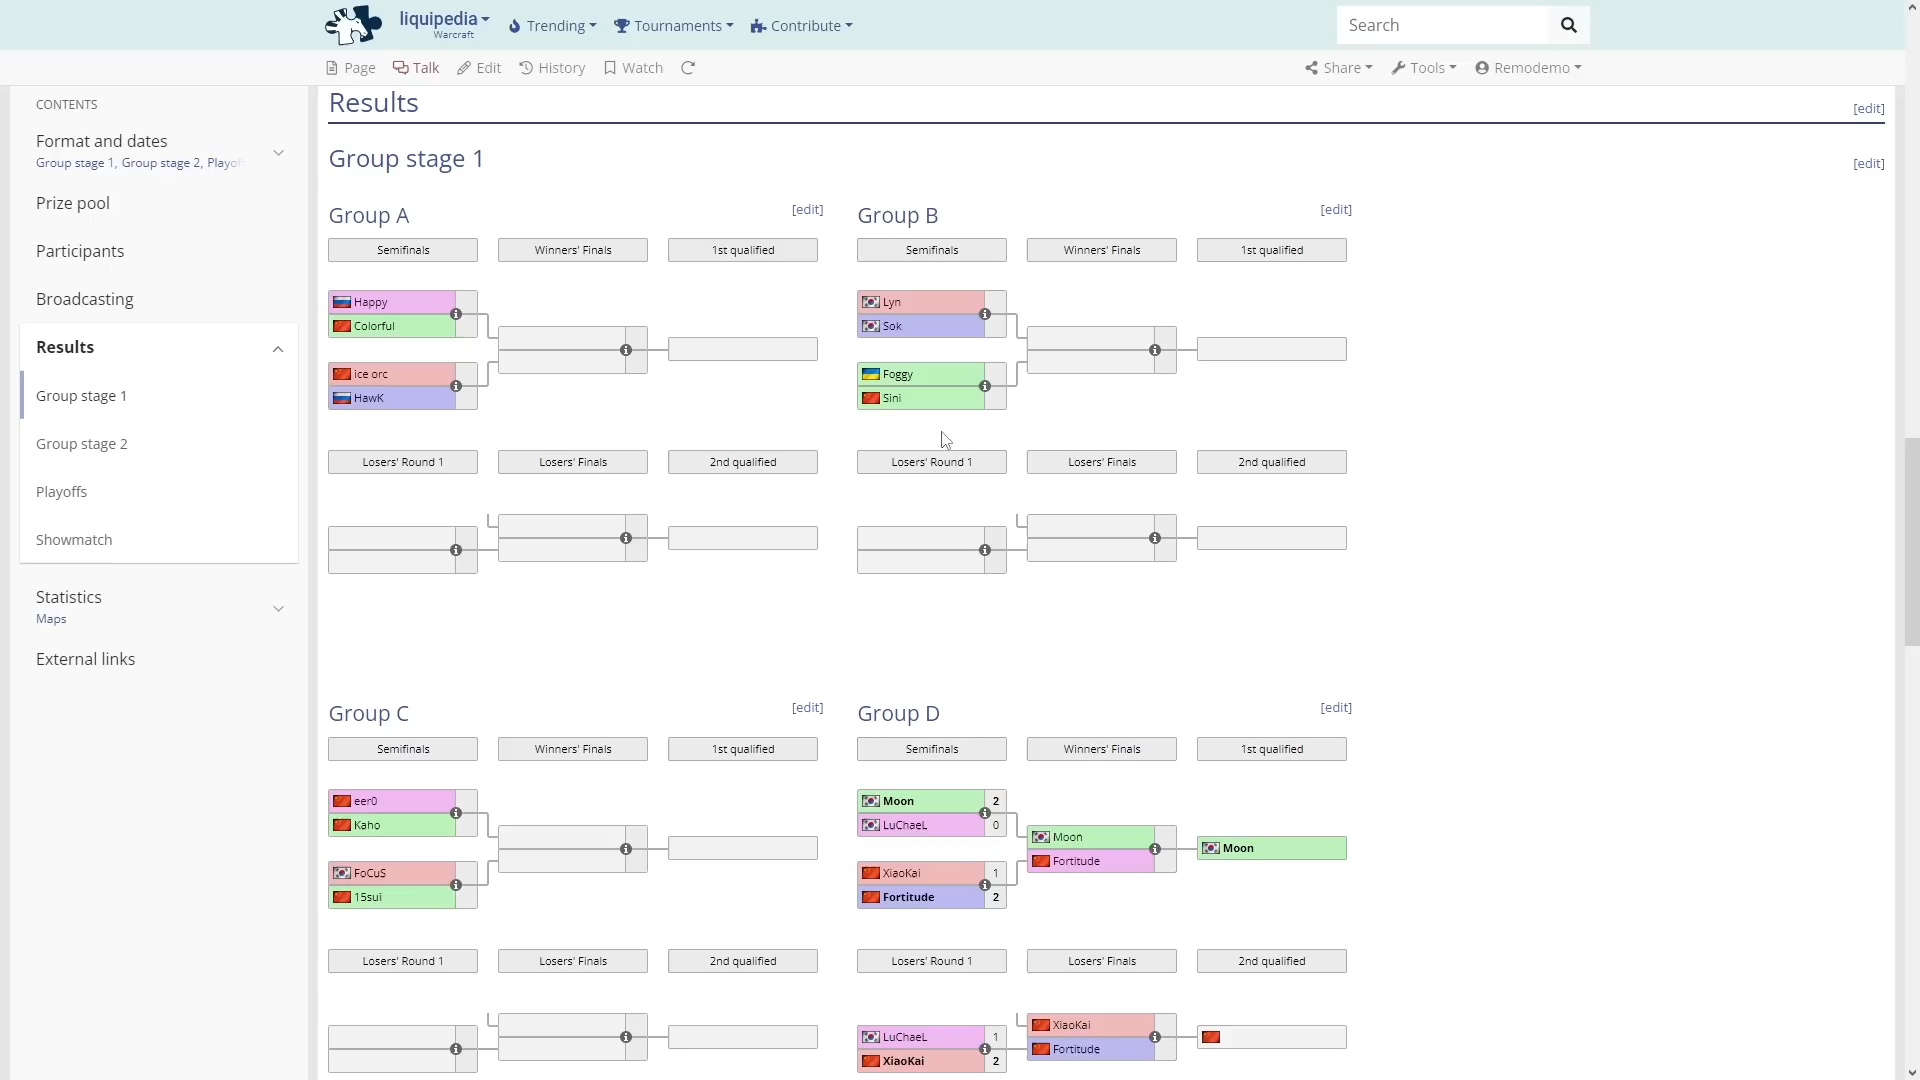 liquipedia
Warcraft
Trending
Tournaments
Contribute
Search
Page
Talk
Edit
History
Watch
Share
Tools
Remodemo
CONTENTS
Format and dates
Group stage 1, Group stage 2, Playof
Prize pool
Participants
Broadcasting
Results
Group stage 1
Group stage 2
Playoffs
Showmatch
Statistics
Maps
External links
Results
[edit]
Group stage 1
[edit]
Group A
[edit]
Semifinals
Winners' Finals
1st qualified
Happy
Colorful
ice orc
HawK
Losers' Round 1
Losers' Finals
2nd qualified
Group B
[edit]
Semifinals
Winners' Finals
1st qualified
Lyn
Sok
Foggy
Sini
Losers' Round 1
Losers' Finals
2nd qualified
Group C
[edit]
Semifinals
Winners' Finals
1st qualified
eer0
Kaho
FoCuS
15sui
Losers' Round 1
Losers' Finals
2nd qualified
Group D
[edit]
Semifinals
Winners' Finals
1st qualified
Moon 2
LuChaeL 0
XiaoKai 1
Fortitude 2
Moon
Fortitude
Moon
Losers' Round 1
Losers' Finals
2nd qualified
LuChaeL 1
XiaoKai 2
XiaoKai
Fortitude